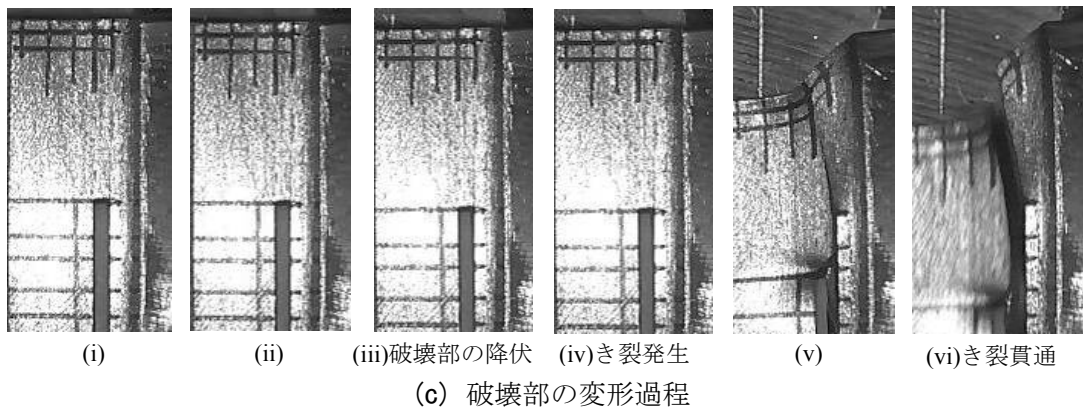 (i)
(ii)
(iii)破壊部の降伏
(iv)き裂発生
(v)
(vi)き裂貫通
(c) 破壊部の変形過程